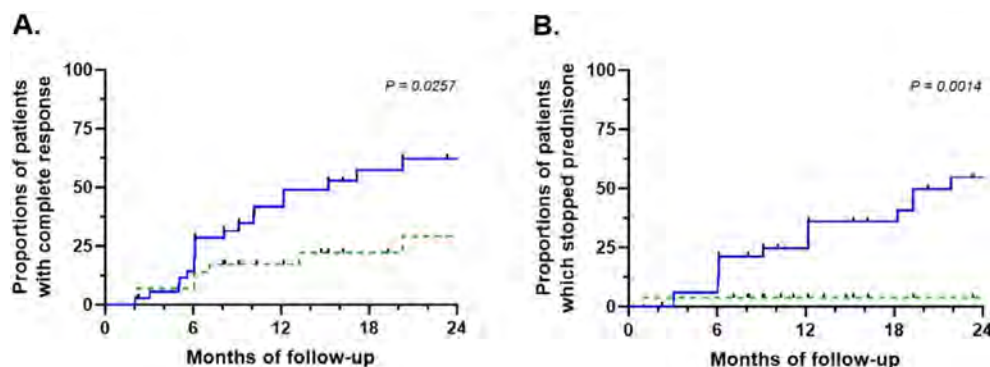 A.
Proportions of patients
with complete response
100
75
50
25
0
P = 0.0257
0 6 12 18 24
Months of follow-up
B.
Proportions of patients
which stopped prednisone
100
75
50
25
0
P = 0.0014
0 6 12 18 24
Months of follow-up